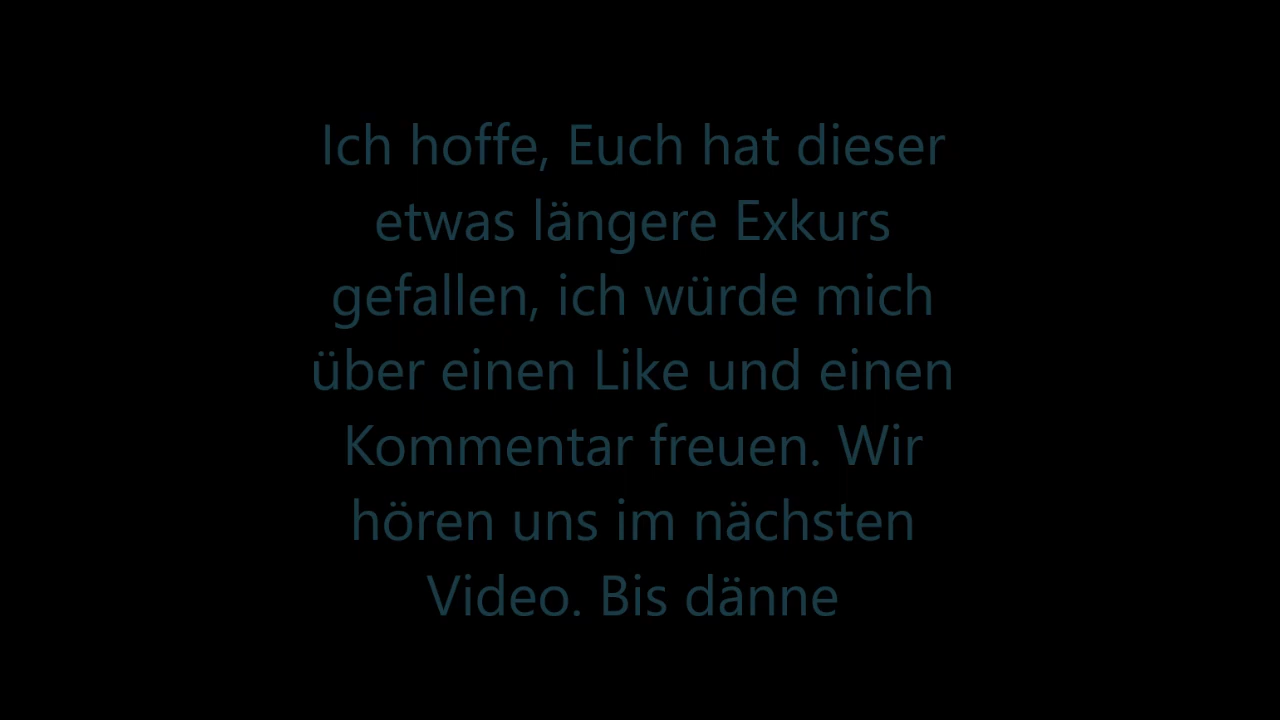 Ich hoffe, Euch hat dieser
etwas längere Exkurs
gefallen, ich würde mich
über einen Like und einen
Kommentar freuen. Wir
hören uns im nächsten
Video. Bis dänne